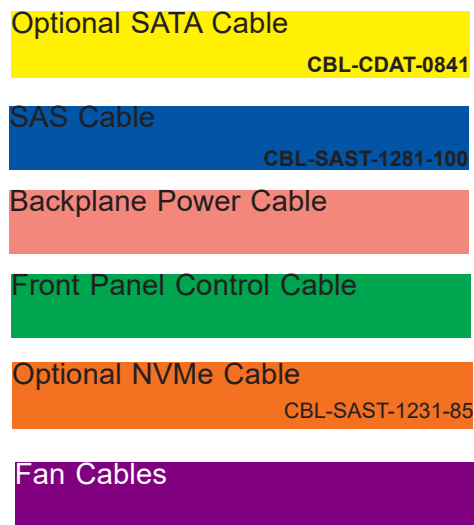 Optional SATA Cable
CBL-CDAT-0841
SAS Cable
CBL-SAST-1281-100
Backplane Power Cable
Front Panel Control Cable
Optional NVMe Cable
CBL-SAST-1231-85
Fan Cables